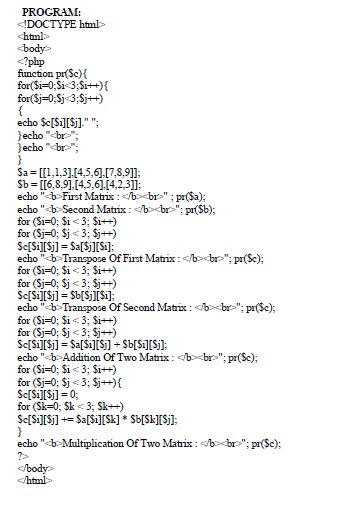 PROGRAM:
<!DOCTYPE html>
<html>
<body>
<?php
function pr($c){
for($i=0;$i<3;$i++){
for($j=0;$j<3;$j++)
{
echo $c[$i][$j]." ";
}echo "<br>";
}echo "<br>";
}
$a = [[1,1,3],[4,5,6],[7,8,9]];
$b = [[6,8,9],[4,5,6],[4,2,3]];
echo "<b>First Matrix : </b><br>" ; pr($a);
echo "<b>Second Matrix : </b><br>"; pr($b);
for ($i=0; $i < 3; $i++)
for ($j=0; $j < 3; $j++)
$c[$i][$j] = $a[$j][$i];
echo "<b>Transpose Of First Matrix : </b><br>"; pr($c);
for ($i=0; $i < 3; $i++)
for ($j=0; $j < 3; $j++)
$c[$i][$j] = $b[$j][$i];
echo "<b>Transpose Of Second Matrix : </b><br>"; pr($c);
for ($i=0; $i < 3; $i++)
for ($j=0; $j < 3; $j++)
$c[$i][$j] = $a[$i][$j] + $b[$i][$j];
echo "<b>Addition Of Two Matrix : </b><br>"; pr($c);
for ($i=0; $i < 3; $i++)
for ($j=0; $j < 3; $j++){
$c[$i][$j] = 0;
for ($k=0; $k < 3; $k++)
$c[$i][$j] += $a[$i][$k] * $b[$k][$j];
}
echo "<b>Multiplication Of Two Matrix : </b><br>"; pr($c);
?>
</body>
</html>